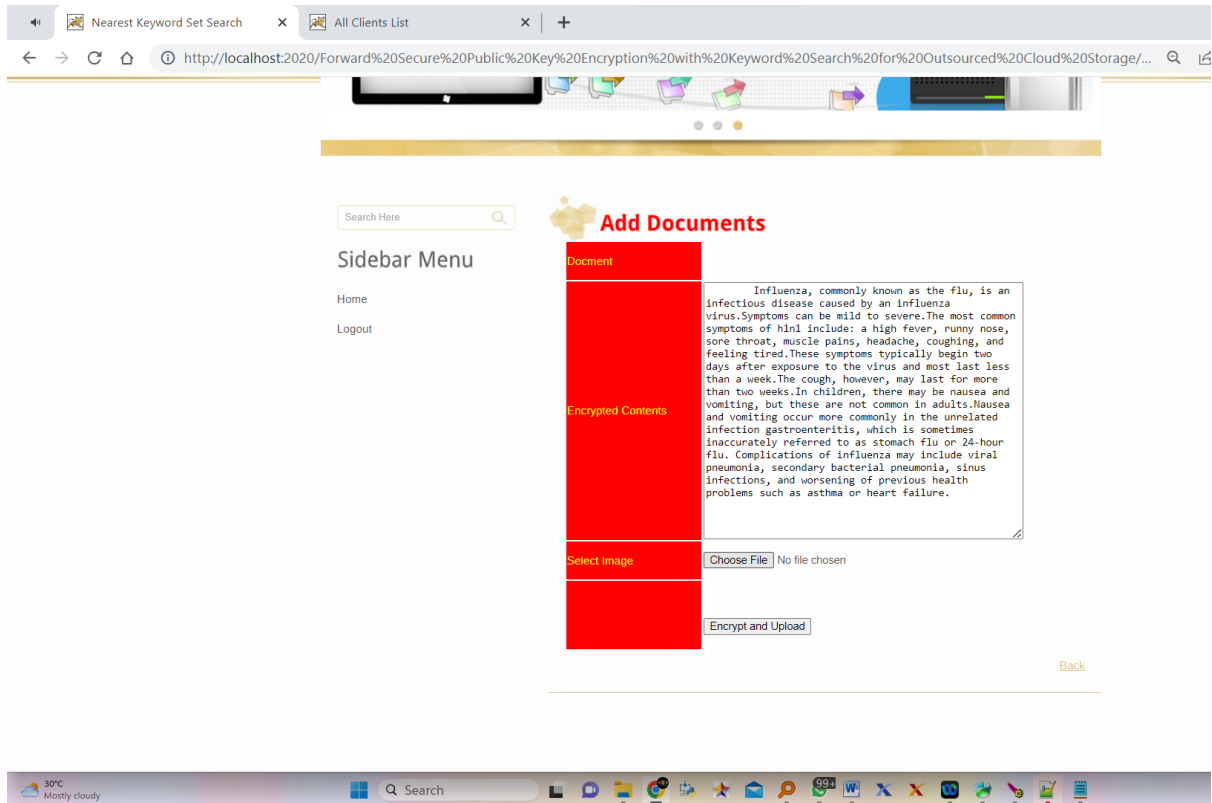 Nearest Keyword Set Search
All Clients List
http://localhost:2020/Forward%20Secure%20Public%20Key%20Encryption%20with%20Keyword%20Search%20for%20Outsourced%20Cloud%20Storage/...
Search Here
Sidebar Menu
Home
Logout
Add Documents
Docment
Encrypted Contents
Influenza, commonly known as the flu, is an
infectious disease caused by an influenza
virus.Symptoms can be mild to severe.The most common
symptoms of h1n1 include: a high fever, runny nose,
sore throat, muscle pains, headache, coughing, and
feeling tired.These symptoms typically begin two
days after exposure to the virus and most last less
than a week.The cough, however, may last for more
than two weeks.In children, there may be nausea and
vomiting, but these are not common in adults.Nausea
and vomiting occur more commonly in the unrelated
infection gastroenteritis, which is sometimes
inaccurately referred to as stomach flu or 24-hour
flu. Complications of influenza may include viral
pneumonia, secondary bacterial pneumonia, sinus
infections, and worsening of previous health
problems such as asthma or heart failure.
Select Image
Choose File No file chosen
Encrypt and Upload
Back
30°C
Mostly cloudy
Search
99+